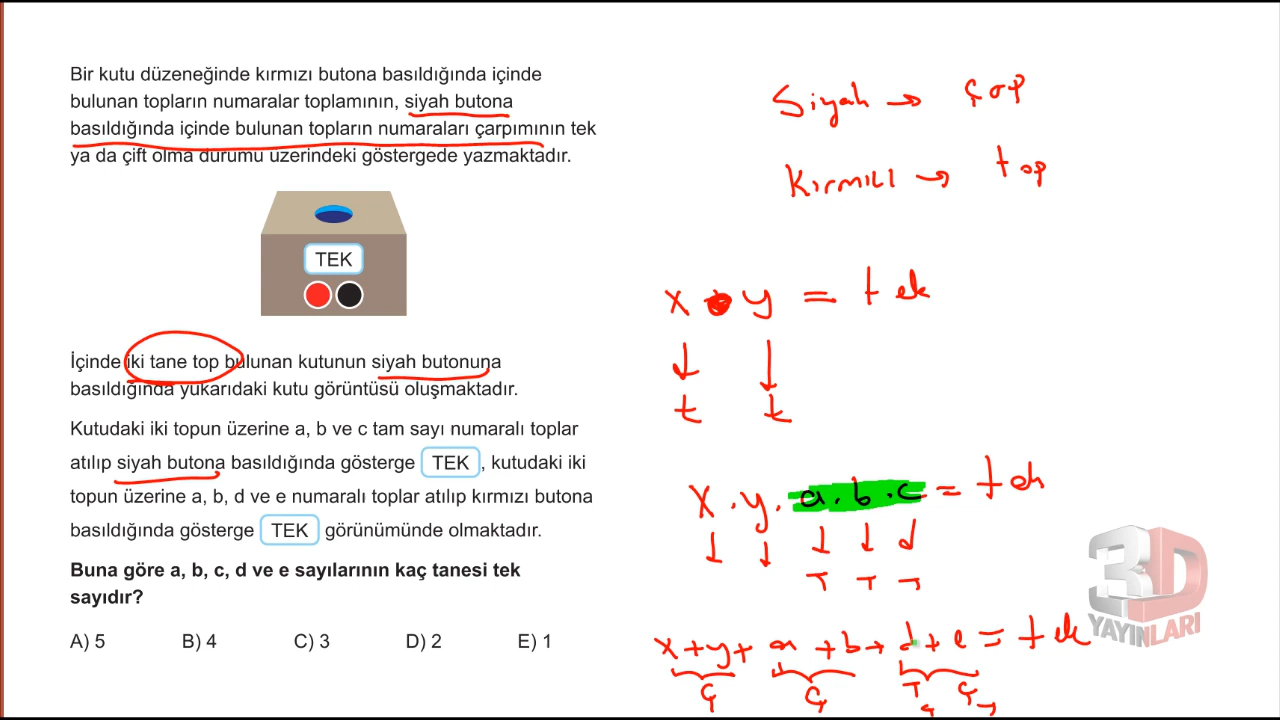 Bir kutu düzeneğinde kırmızı butona basıldığında içinde
bulunan topların numaralar toplamının, siyah butona
basıldığında içinde bulunan topların numaraları çarpımının tek
ya da çift olma durumu üzerindeki göstergede yazmaktadır.
TEK
İçinde iki tane top bulunan kutunun siyah butonuna
basıldığında yukarıdaki kutu görüntüsü oluşmaktadır.
Kutudaki iki topun üzerine a, b ve c tam sayı numaralı toplar
atılıp siyah butona basıldığında gösterge TEK , kutudaki iki
topun üzerine a, b, d ve e numaralı toplar atılıp kırmızı butona
basıldığında gösterge TEK görünümünde olmaktadır.
Buna göre a, b, c, d ve e sayılarının kaç tanesi tek
sayıdır?
A) 5 B) 4 C) 3 D) 2 E) 1
Siyah → çarp
Kırmızı → top
x · y = tek
t t
x . y . a . b . c = tek
T T T
x + y + a + b + d + e = tek
Ç Ç T Ç
Ç T
3D
YAYINLARI